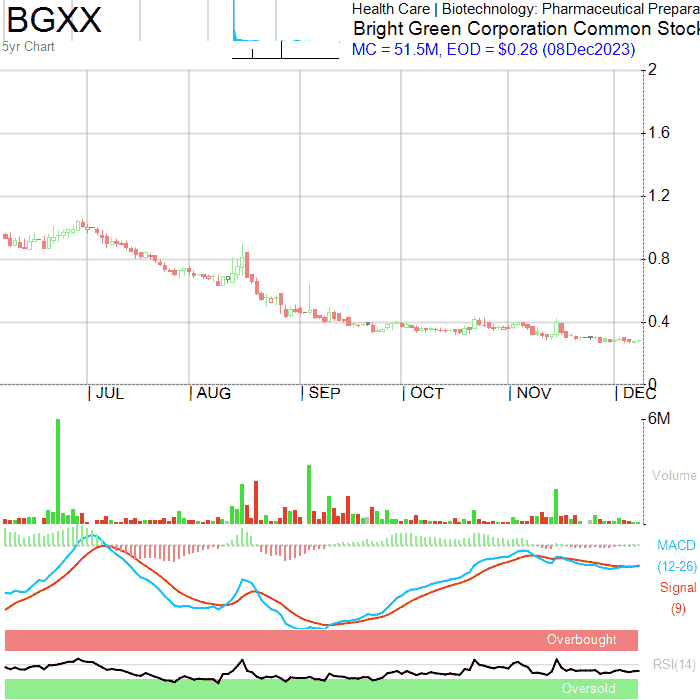 BGXX
5yr Chart
Health Care | Biotechnology: Pharmaceutical Prepara
Bright Green Corporation Common Stock
MC = 51.5M, EOD = $0.28 (08Dec2023)
2
1.6
1.2
0.8
0.4
0
JUL AUG SEP OCT NOV DEC
6M
Volume
MACD
(12-26)
Signal
(9)
Overbought
RSI(14)
Oversold